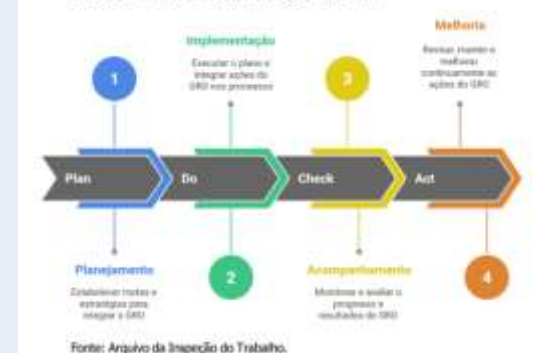 Melhoria
Implementação
Executar o plano e
integrar ações do
GRO nos processos
Revisar, manter e
melhorar
continuamente as
ações do GRO
1
3
Plan
Do
Check
Act
Planejamento
Estabelecer metas e
estratégias para
integrar o GRO
2
Acompanhamento
Monitorar e avaliar o
progresso e
resultados do GRO
4
Fonte: Arquivo da Inspeção do Trabalho.